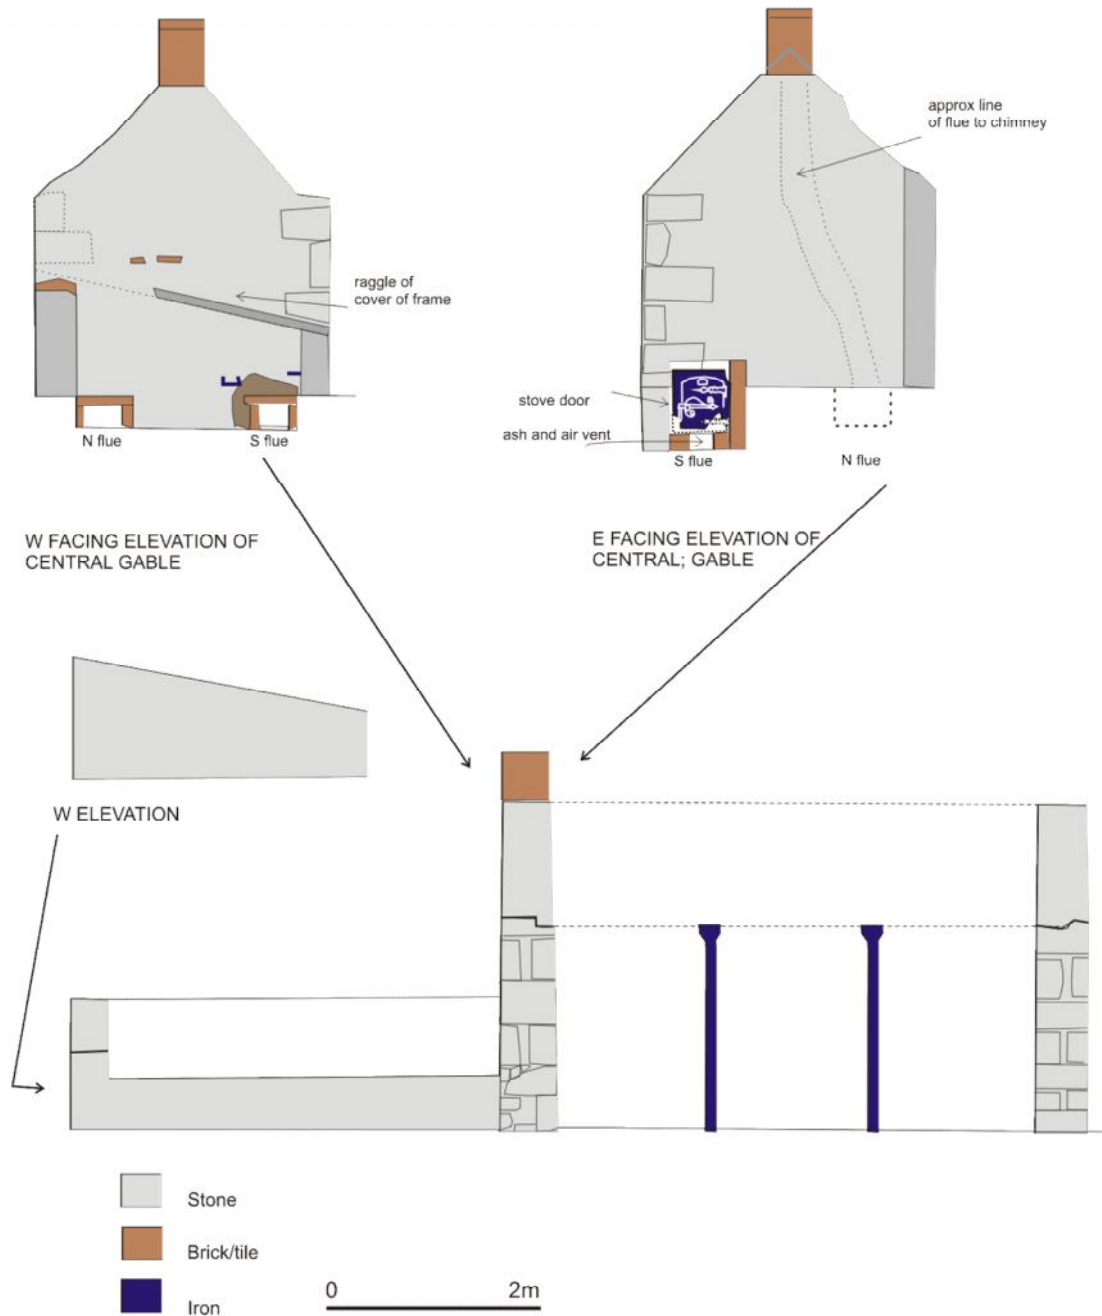 approx line
of flue to chimney
raggle of
cover of frame
stove door
ash and air vent
N flue
S flue
S flue
N flue
W FACING ELEVATION OF
CENTRAL GABLE
E FACING ELEVATION OF
CENTRAL; GABLE
W ELEVATION
Stone
Brick/tile
Iron
0
2m